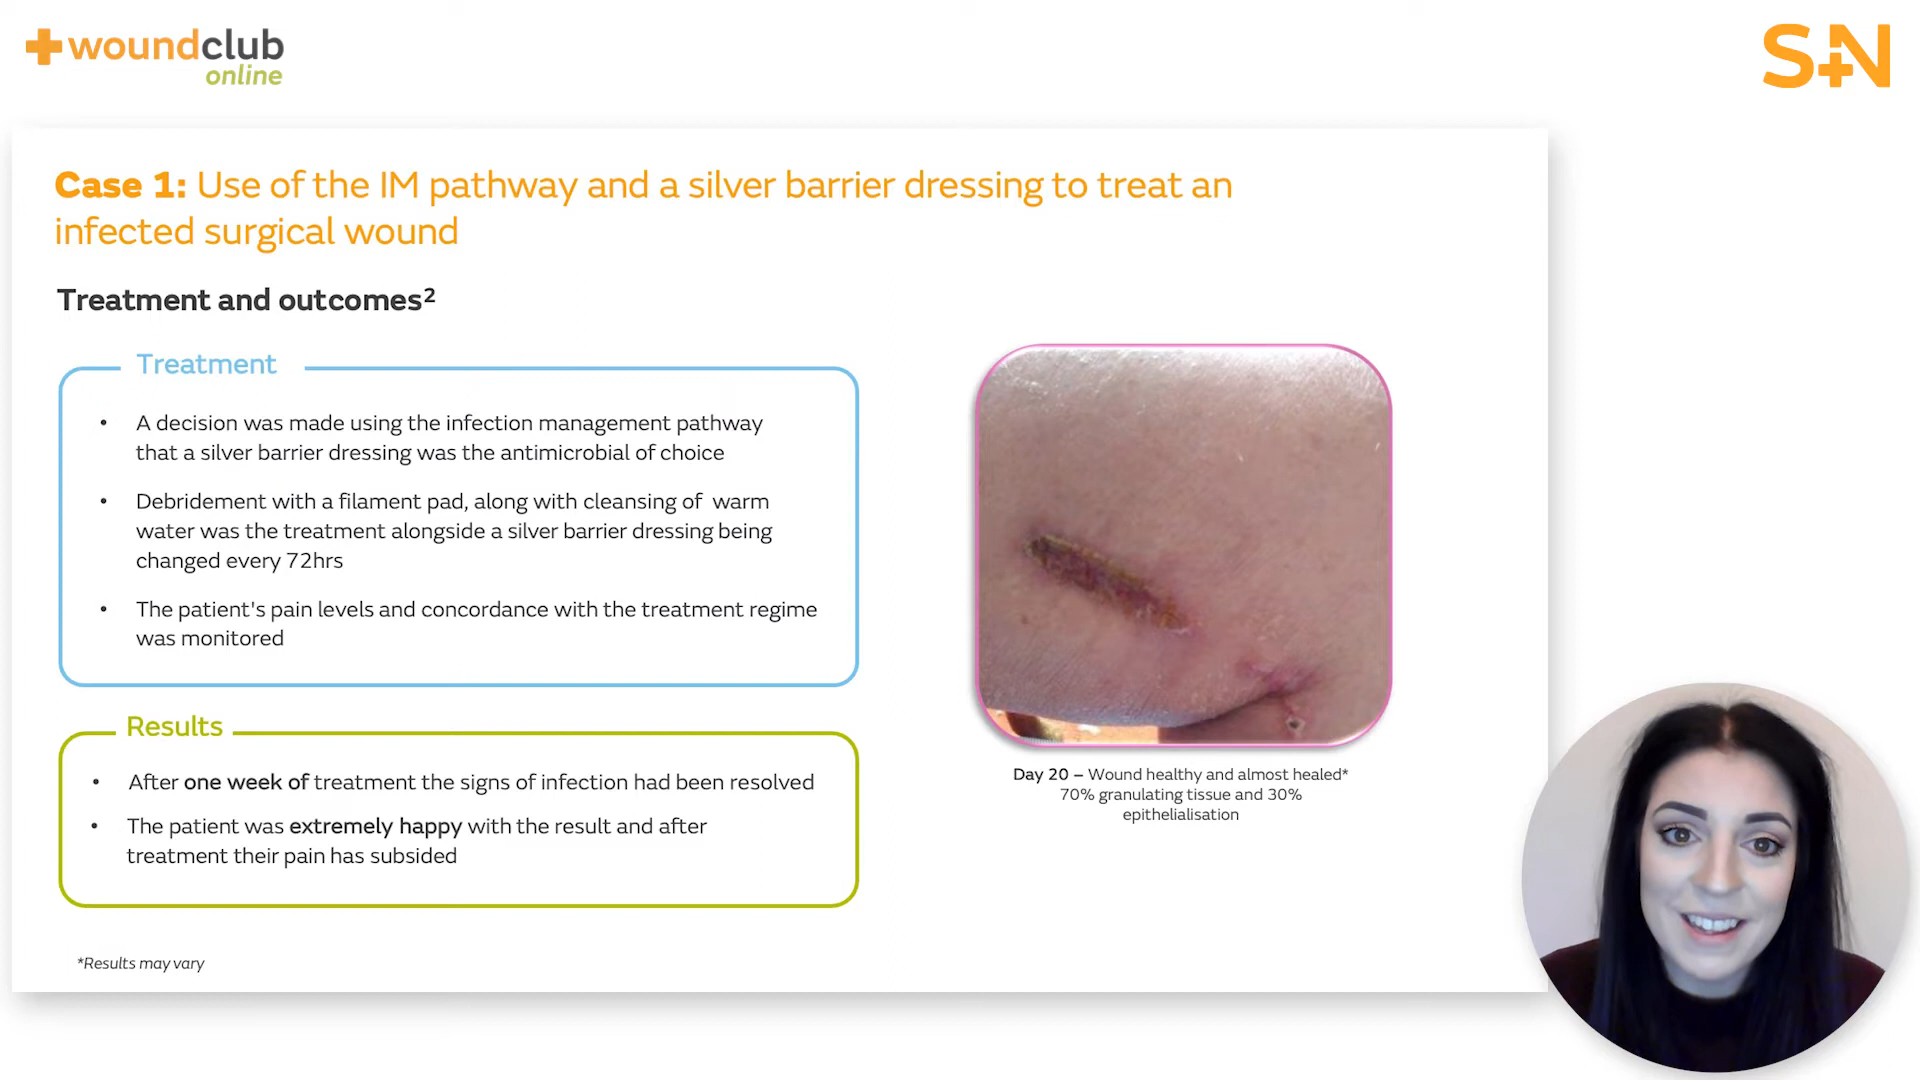 woundclub
online
S+N
Case 1: Use of the IM pathway and a silver barrier dressing to treat an
infected surgical wound
Treatment and outcomes²
Treatment
• A decision was made using the infection management pathway
that a silver barrier dressing was the antimicrobial of choice
• Debridement with a filament pad, along with cleansing of warm
water was the treatment alongside a silver barrier dressing being
changed every 72hrs
• The patient's pain levels and concordance with the treatment regime
was monitored
Results
• After one week of treatment the signs of infection had been resolved
• The patient was extremely happy with the result and after
treatment their pain has subsided
Day 20 – Wound healthy and almost healed*
70% granulating tissue and 30%
epithelialisation
*Results may vary